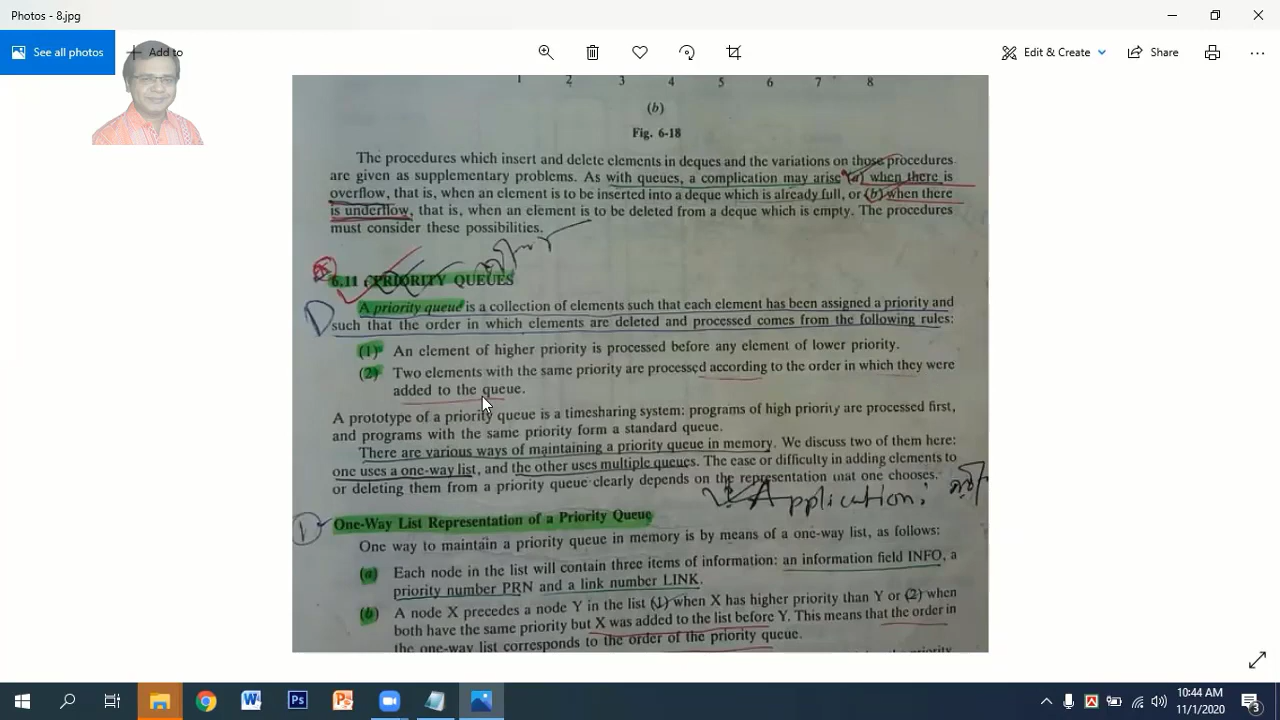 Photos - 8.jpg
See all photos
Add to
Edit & Create
Share
1 2 3 4 5 6 7 8
(b)
Fig. 6-18
The procedures which insert and delete elements in deques and the variations on those procedures
are given as supplementary problems. As with queues, a complication may arise (a) when there is
overflow, that is, when an element is to be inserted into a deque which is already full, or (b) when there
is underflow, that is, when an element is to be deleted from a deque which is empty. The procedures
must consider these possibilities.
6.11 PRIORITY QUEUES
A priority queue is a collection of elements such that each element has been assigned a priority and
such that the order in which elements are deleted and processed comes from the following rules:
(1) An element of higher priority is processed before any element of lower priority.
(2) Two elements with the same priority are processed according to the order in which they were
added to the queue.
A prototype of a priority queue is a timesharing system: programs of high priority are processed first,
and programs with the same priority form a standard queue.
There are various ways of maintaining a priority queue in memory. We discuss two of them here:
one uses a one-way list, and the other uses multiple queues. The ease or difficulty in adding elements to
or deleting them from a priority queue clearly depends on the representation that one chooses.
Application:
1
One-Way List Representation of a Priority Queue
One way to maintain a priority queue in memory is by means of a one-way list, as follows:
(a) Each node in the list will contain three items of information: an information field INFO, a
priority number PRN and a link number LINK.
(b) A node X precedes a node Y in the list (1) when X has higher priority than Y or (2) when
both have the same priority but X was added to the list before Y. This means that the order in
the one-way list corresponds to the order of the priority queue.
10:44 AM
11/1/2020
3